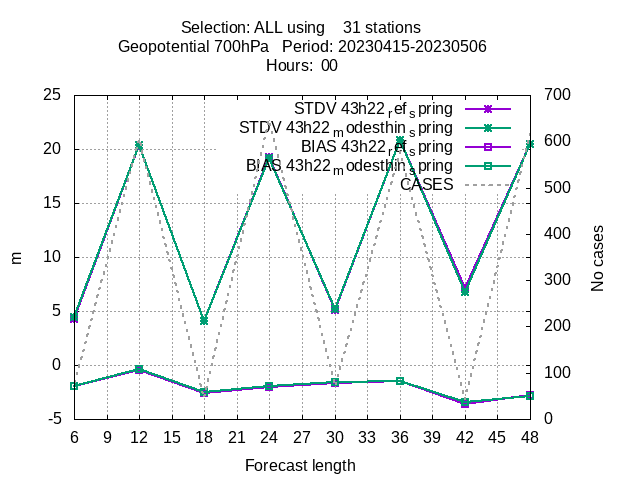 Selection: ALL using    31 stations
Geopotential 700hPa   Period: 20230415-20230506
Hours:  00
25
20
15
10
5
0
-5
m
STDV 43h22_ref_spring
STDV 43h22_modesthin_spring
BIAS 43h22_ref_spring
BIAS 43h22_modesthin_spring
CASES
700
600
500
400
300
200
100
0
No cases
6 9 12 15 18 21 24 27 30 33 36 39 42 45 48
Forecast length